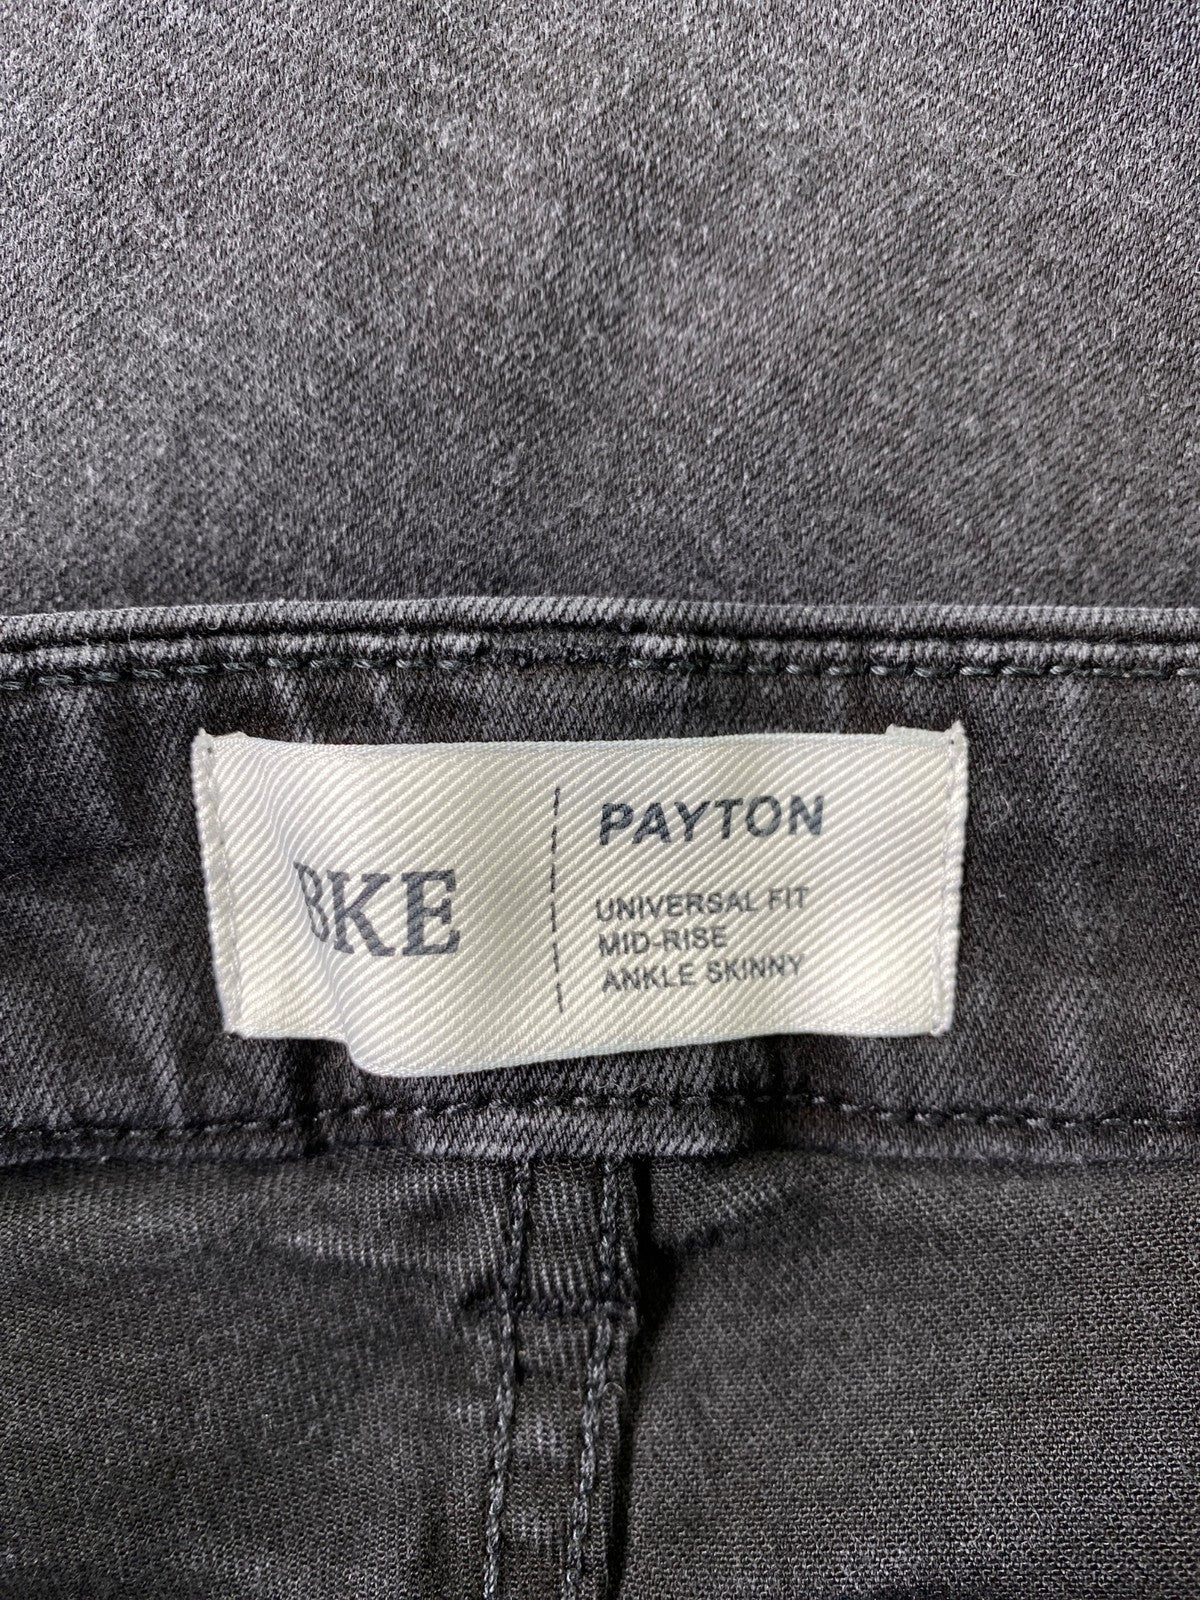 BKE
PAYTON
UNIVERSAL FIT
MID-RISE
ANKLE SKINNY